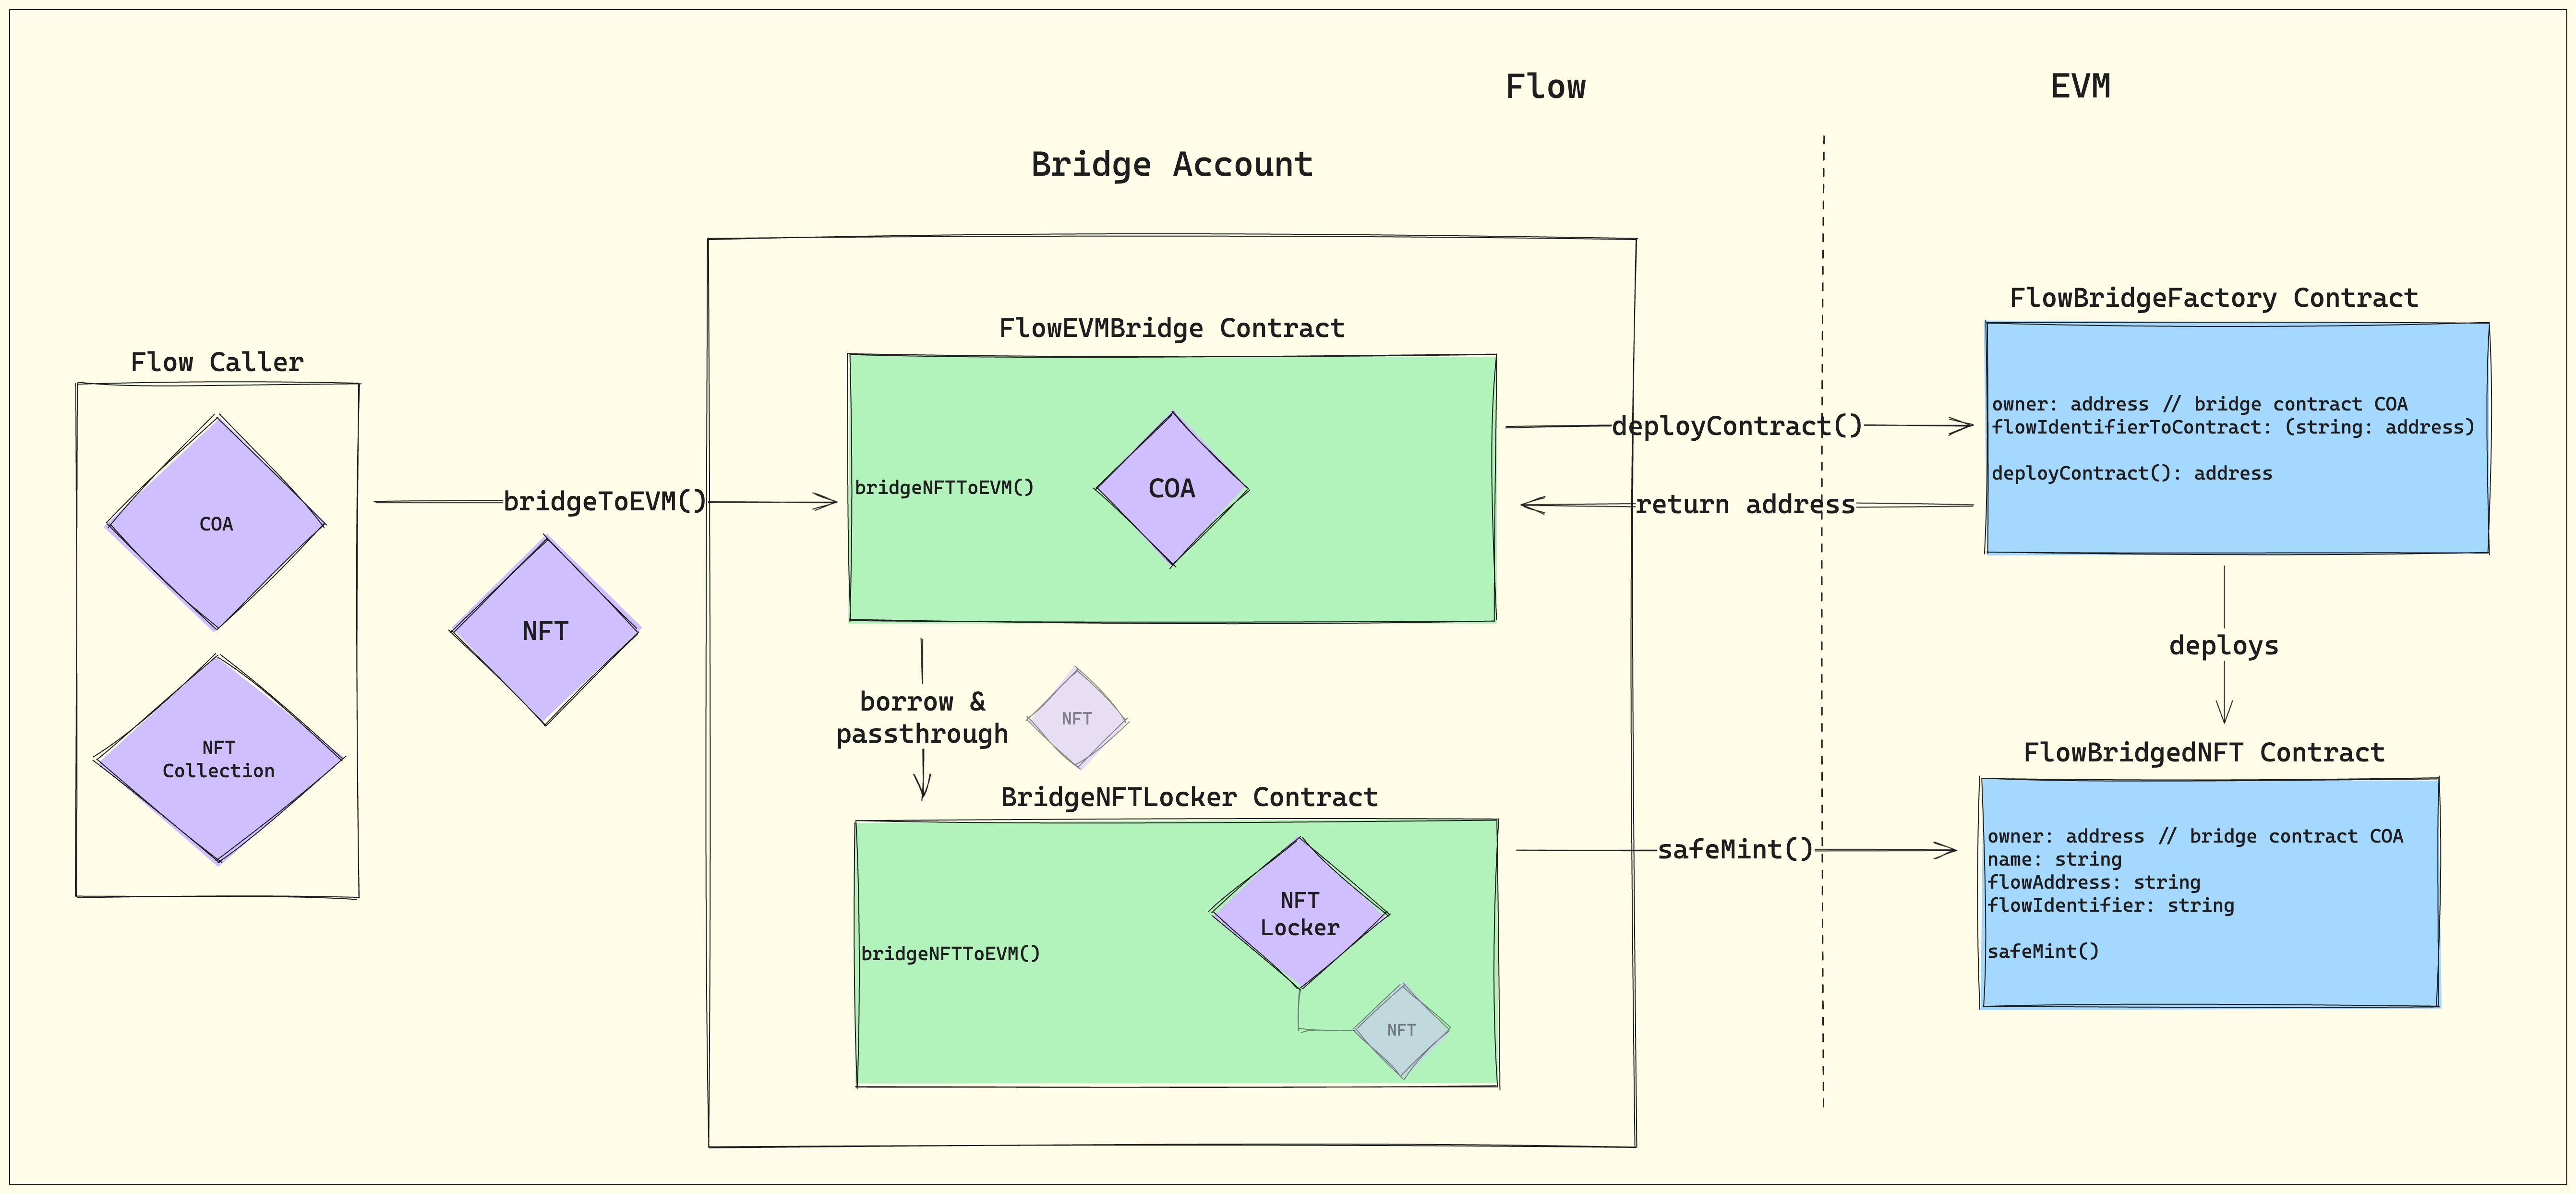 Flow
EVM
Bridge Account
Flow Caller
COA
NFT
Collection
bridgeToEVM()
NFT
FlowEVMBridge Contract
bridgeNFTToEVM()
COA
borrow &
passthrough
NFT
BridgeNFTLocker Contract
bridgeNFTToEVM()
NFT
Locker
NFT
deployContract()
return address
safeMint()
FlowBridgeFactory Contract
owner: address // bridge contract COA
flowIdentifierToContract: (string: address)
deployContract(): address
deploys
FlowBridgedNFT Contract
owner: address // bridge contract COA
name: string
flowAddress: string
flowIdentifier: string
safeMint()